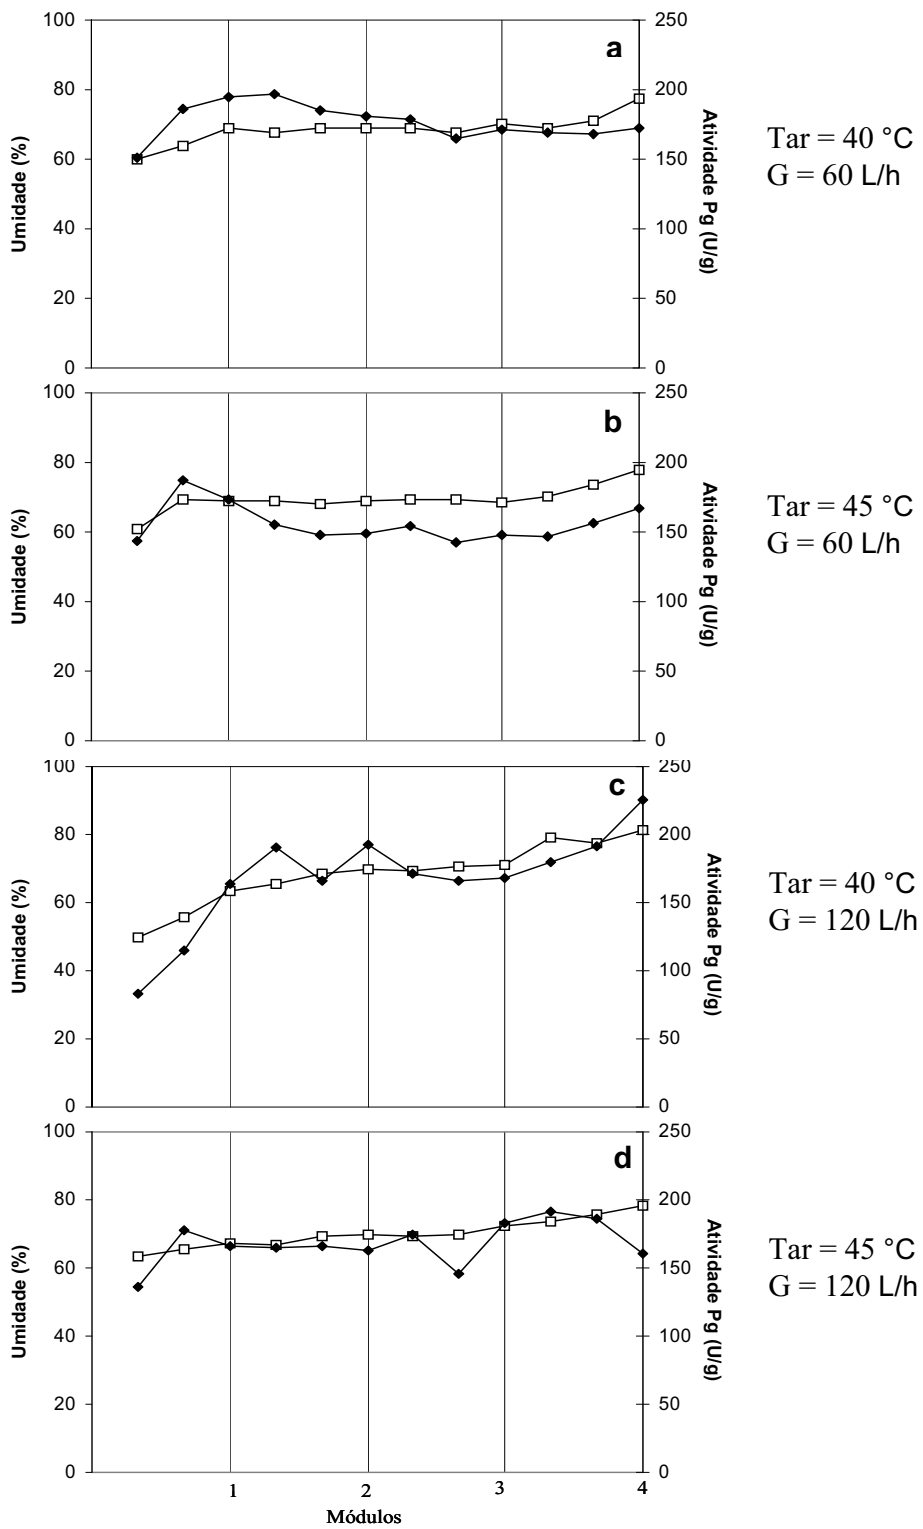 100
80
60
40
20
0
Umidade (%)
a
250
200
150
100
50
0
Atividade Pg (U/g)
Tar = 40 °C
G = 60 L/h
100
80
60
40
20
0
Umidade (%)
b
250
200
150
100
50
0
Atividade Pg (U/g)
Tar = 45 °C
G = 60 L/h
100
80
60
40
20
0
Umidade (%)
c
250
200
150
100
50
0
Atividade Pg (U/g)
Tar = 40 °C
G = 120 L/h
100
80
60
40
20
0
Umidade (%)
d
250
200
150
100
50
0
Atividade Pg (U/g)
Tar = 45 °C
G = 120 L/h
1 2 3 4
Módulos